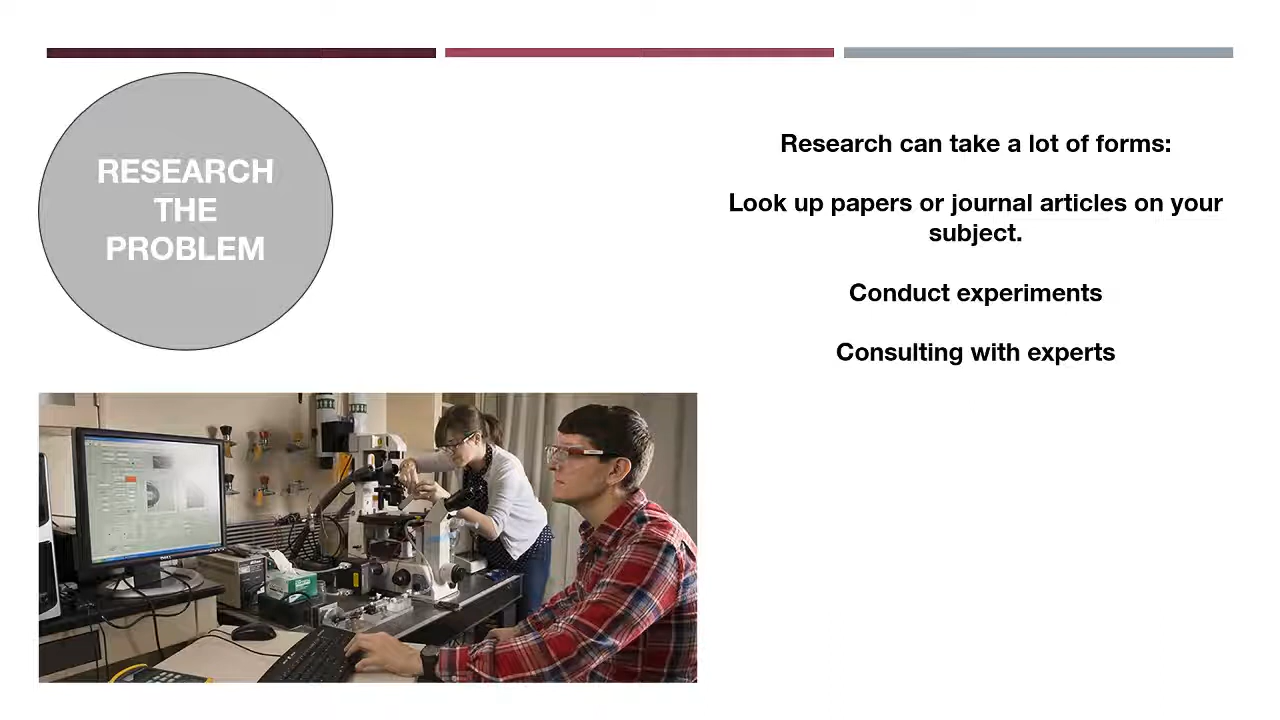 RESEARCH
THE
PROBLEM
Research can take a lot of forms:
Look up papers or journal articles on your
subject.
Conduct experiments
Consulting with experts